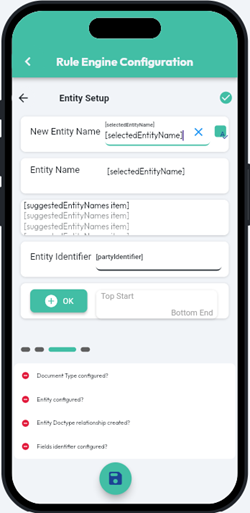 Rule Engine Configuration
Entity Setup
[selectedEntityName]
New Entity Name
[selectedEntityName]
Entity Name
[selectedEntityName]
[suggestedEntityNames item]
[suggestedEntityNames item]
[suggestedEntityNames item]
[suggestedEntityNames item]
Entity Identifier
[partyIdentifier]
OK
Top Start
Bottom End
Document Type configured?
Entity configured?
Entity Doctype relationship created?
Fields identifier configured?